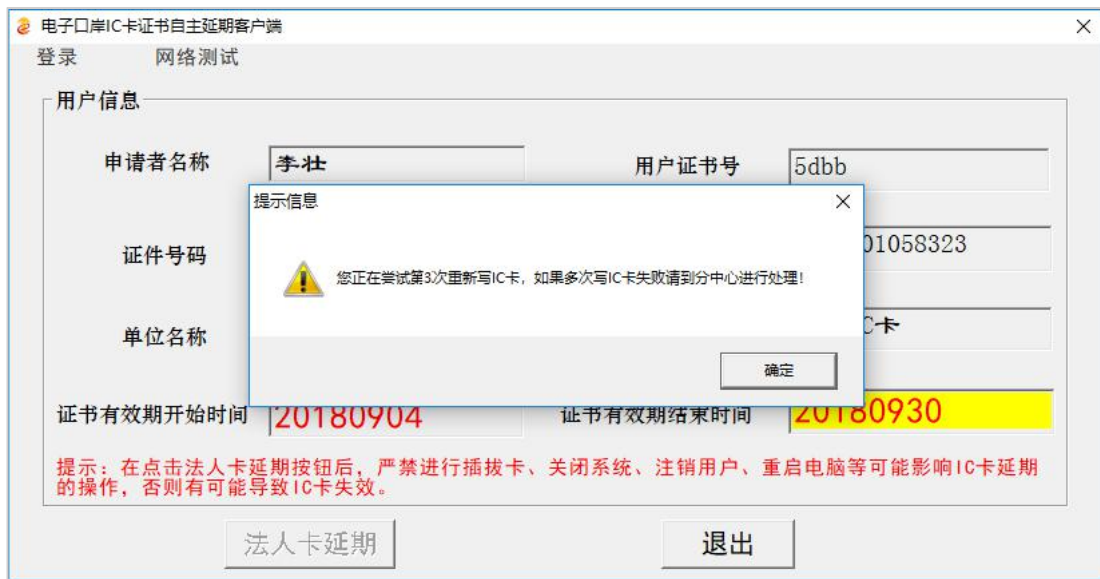 电子口岸IC卡证书自主延期客户端
登录 网络测试
用户信息
申请者名称 李壮 用户证书号 5dbb
提示信息
证件号码 01058323
您正在尝试第3次重新写IC卡，如果多次写IC卡失败请到分中心进行处理！
单位名称 卡
确定
证书有效期开始时间 20180904 证书有效期结束时间 20180930
提示：在点击法人卡延期按钮后，严禁进行插拔卡、关闭系统、注销用户、重启电脑等可能影响IC卡延期
的操作，否则有可能导致IC卡失效。
法人卡延期 退出